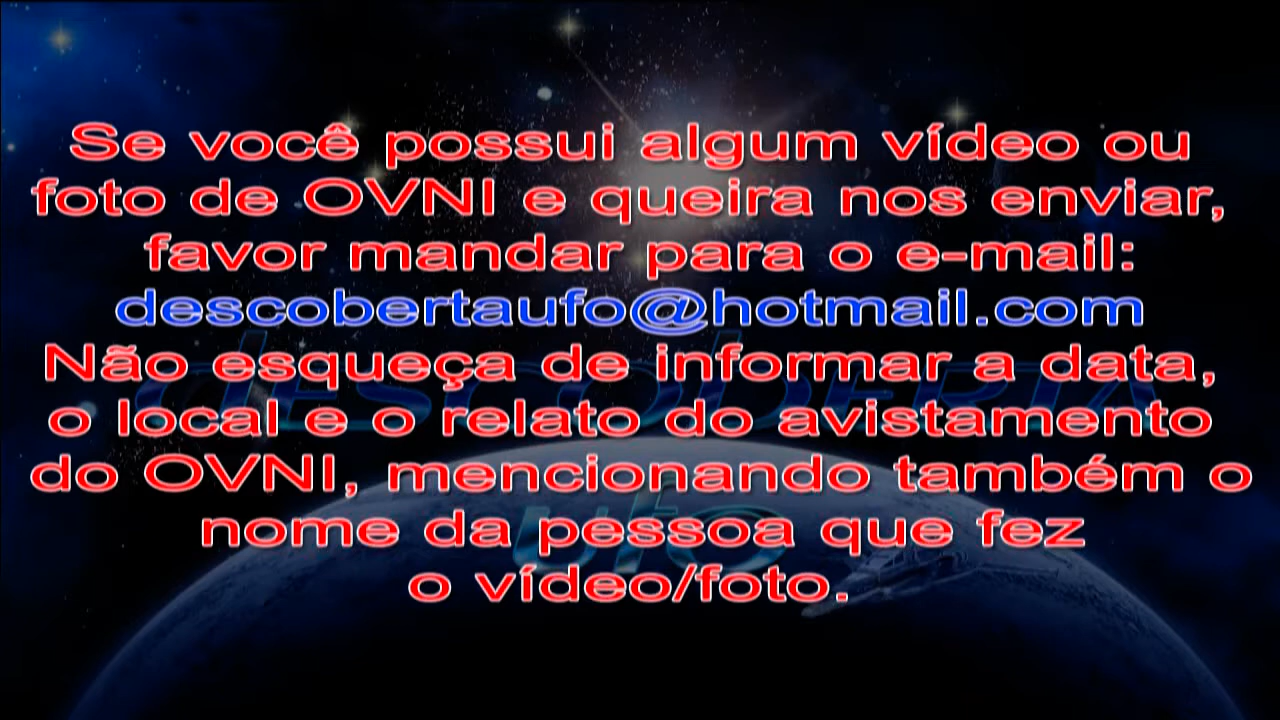 Se você possui algum vídeo ou
foto de OVNI e queira nos enviar,
favor mandar para o e-mail:
descobertaufo@hotmail.com
Não esqueça de informar a data,
o local e o relato do avistamento
do OVNI, mencionando também o
nome da pessoa que fez
o vídeo/foto.
DESCOBERTA
ufo